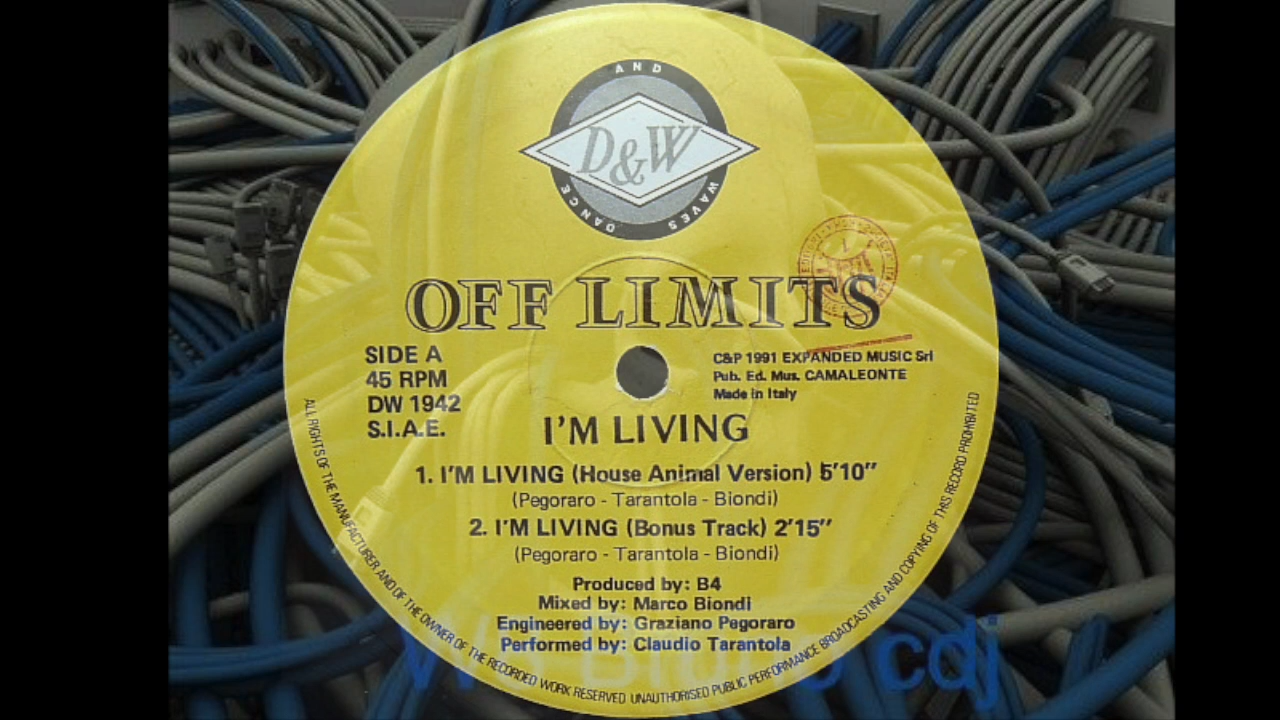 AND
D&W
DANCE WAVES
OFF LIMITS
SIDE A
45 RPM
DW 1942
S.I.A.E.
C&P 1991 EXPANDED MUSIC Srl
Pub. Ed. Mus. CAMALEONTE
Made in Italy
I'M LIVING
1. I'M LIVING (House Animal Version) 5'10"
(Pegoraro - Tarantola - Biondi)
2. I'M LIVING (Bonus Track) 2'15"
(Pegoraro - Tarantola - Biondi)
Produced by: B4
Mixed by: Marco Biondi
Engineered by: Graziano Pegoraro
Performed by: Claudio Tarantola
ALL RIGHTS OF THE MANUFACTURER AND OF THE OWNER OF THE RECORDED WORK RESERVED UNAUTHORISED PUBLIC PERFORMANCE BROADCASTING AND COPYING OF THIS RECORD PROHIBITED
cdj